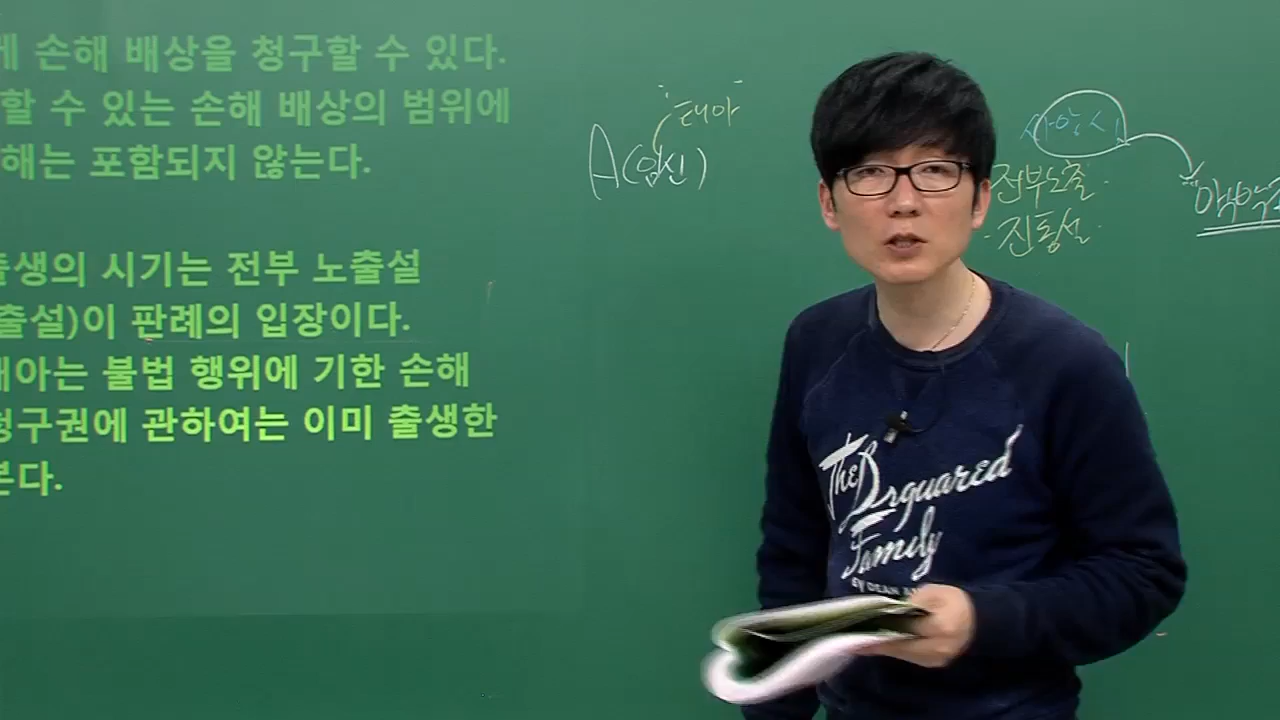 게 손해 배상을 청구할 수 있다.
할 수 있는 손해 배상의 범위에
해는 포함되지 않는다.
출생의 시기는 전부 노출설
출설)이 판례의 입장이다.
태아는 불법 행위에 기한 손해
청구권에 관하여는 이미 출생한
본다.
태아
A(임신)
사망시
전부노출
진통설
The
Dsquared
Family